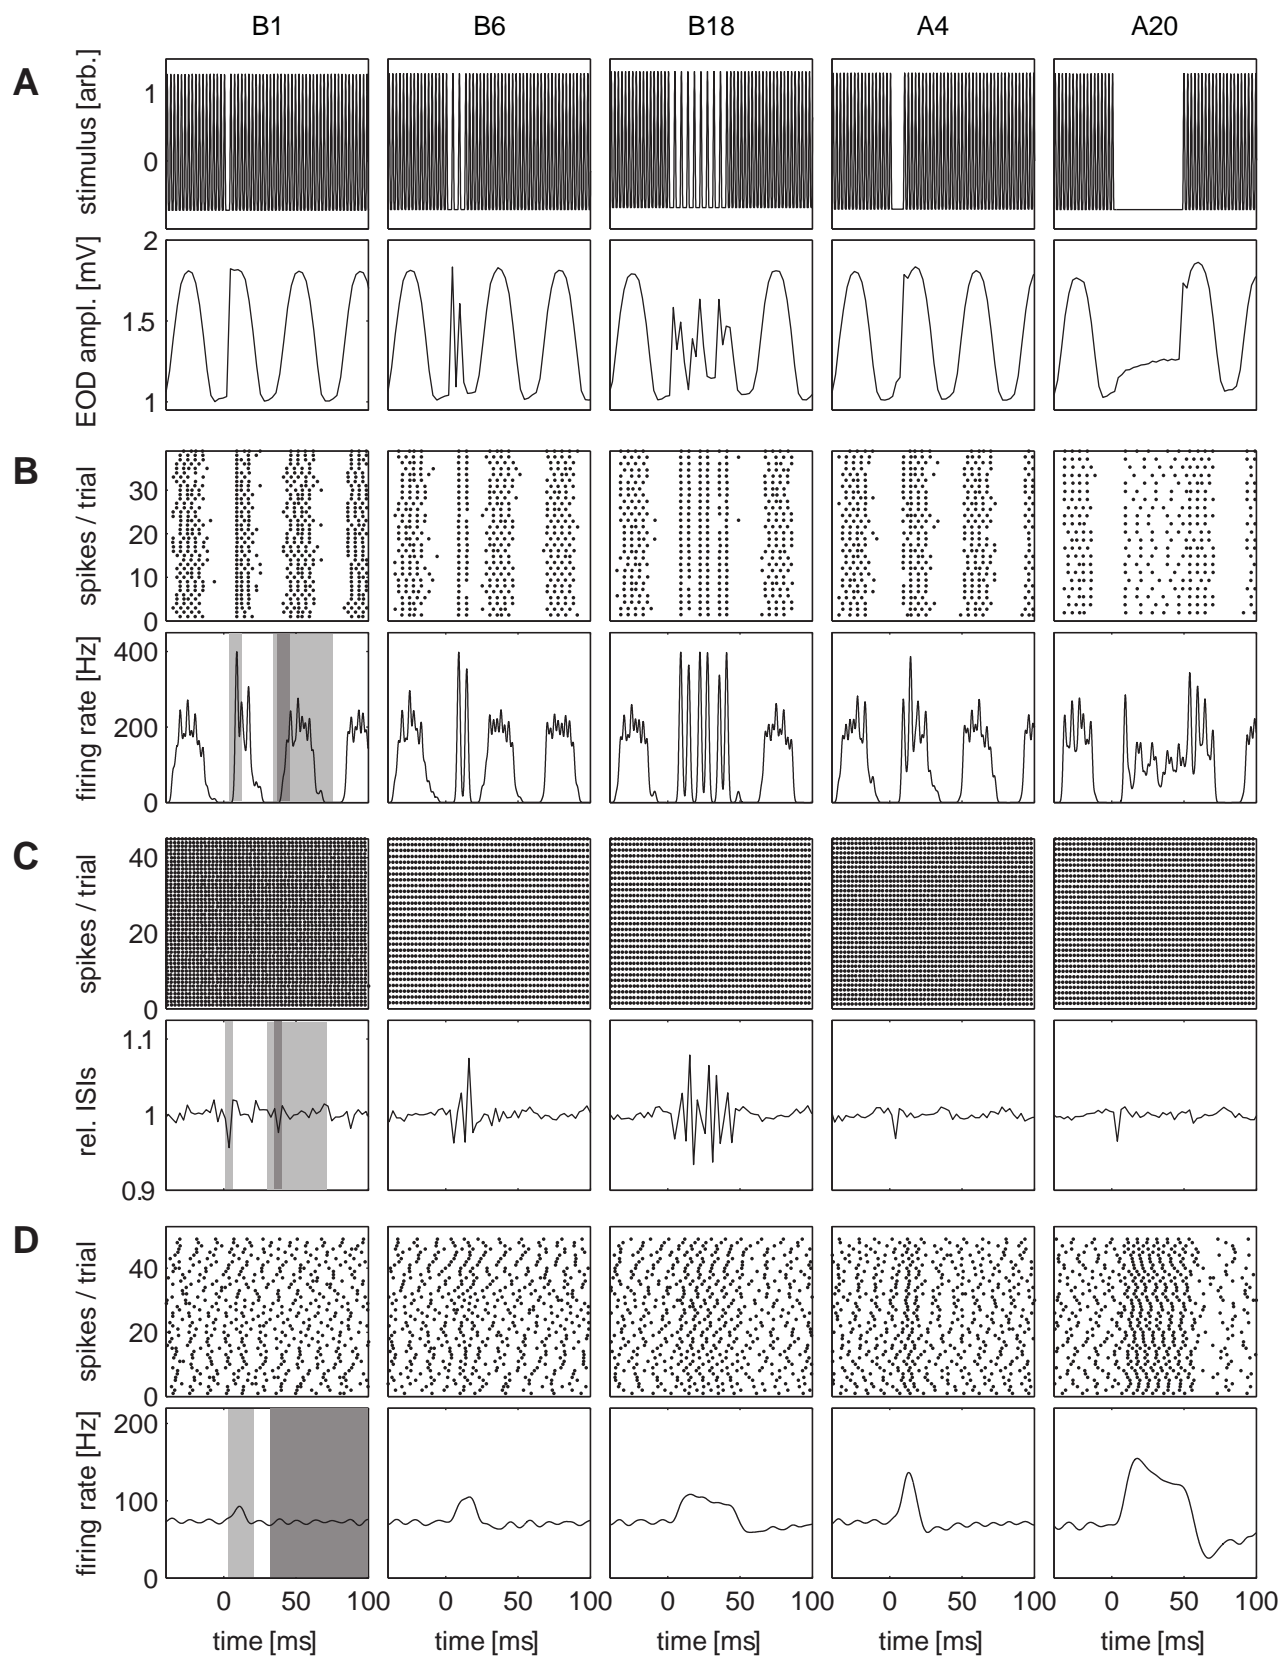 B1 B6 B18 A4 A20
A
stimulus [arb.]
1
0
EOD ampl. [mV]
2
1.5
1
B
spikes / trial
30
20
10
0
firing rate [Hz]
400
200
0
C
spikes / trial
40
20
0
rel. ISIs
1.1
1
0.9
D
spikes / trial
40
20
0
firing rate [Hz]
200
100
0
0 50 100 0 50 100 0 50 100 0 50 100 0 50 100
time [ms] time [ms] time [ms] time [ms] time [ms]